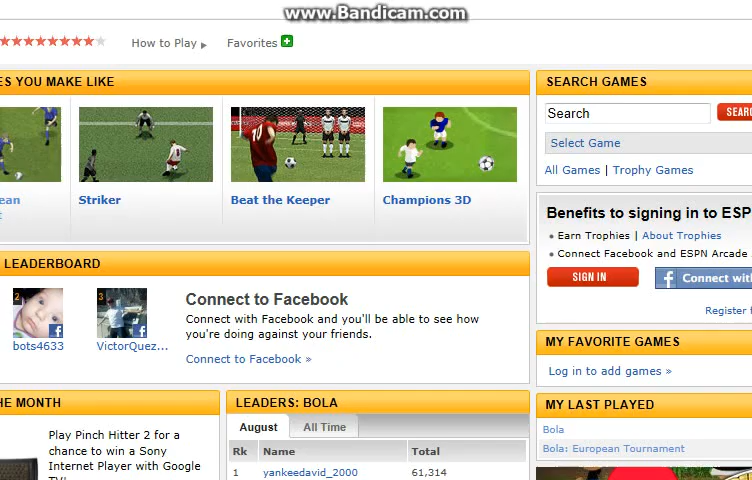 www.Bandicam.com
How to Play
Favorites
ES YOU MAKE LIKE
SEARCH GAMES
Search
SEARC
Select Game
All Games | Trophy Games
ean
t
Striker
Beat the Keeper
Champions 3D
10
Benefits to signing in to ESP
• Earn Trophies | About Trophies
• Connect Facebook and ESPN Arcade
SIGN IN
f Connect with
Register f
LEADERBOARD
2
3
bots4633
VictorQuez...
Connect to Facebook
Connect with Facebook and you'll be able to see how
you're doing against your friends.
Connect to Facebook »
MY FAVORITE GAMES
Log in to add games »
MY LAST PLAYED
Bola
Bola: European Tournament
HE MONTH
Play Pinch Hitter 2 for a
chance to win a Sony
Internet Player with Google
TV!
LEADERS: BOLA
August
All Time
Rk Name Total
1 yankeedavid_2000 61,314